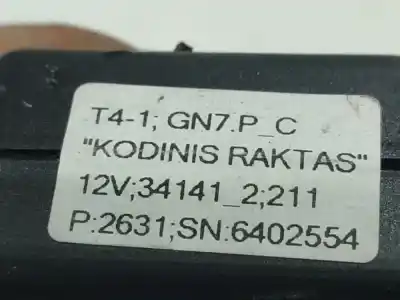 T4-1; GN7.P_C
"KODINIS RAKTAS"
12V;34141_2;211
P:2631;SN:6402554